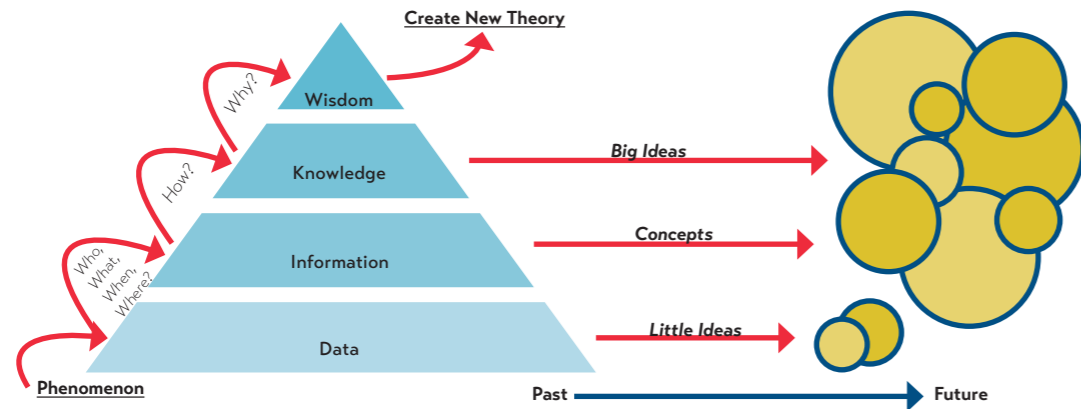 Create New Theory
Why?
Wisdom
How?
Knowledge
Big Ideas
Who,
What,
When,
Where?
Information
Concepts
Data
Little Ideas
Phenomenon
Past
Future